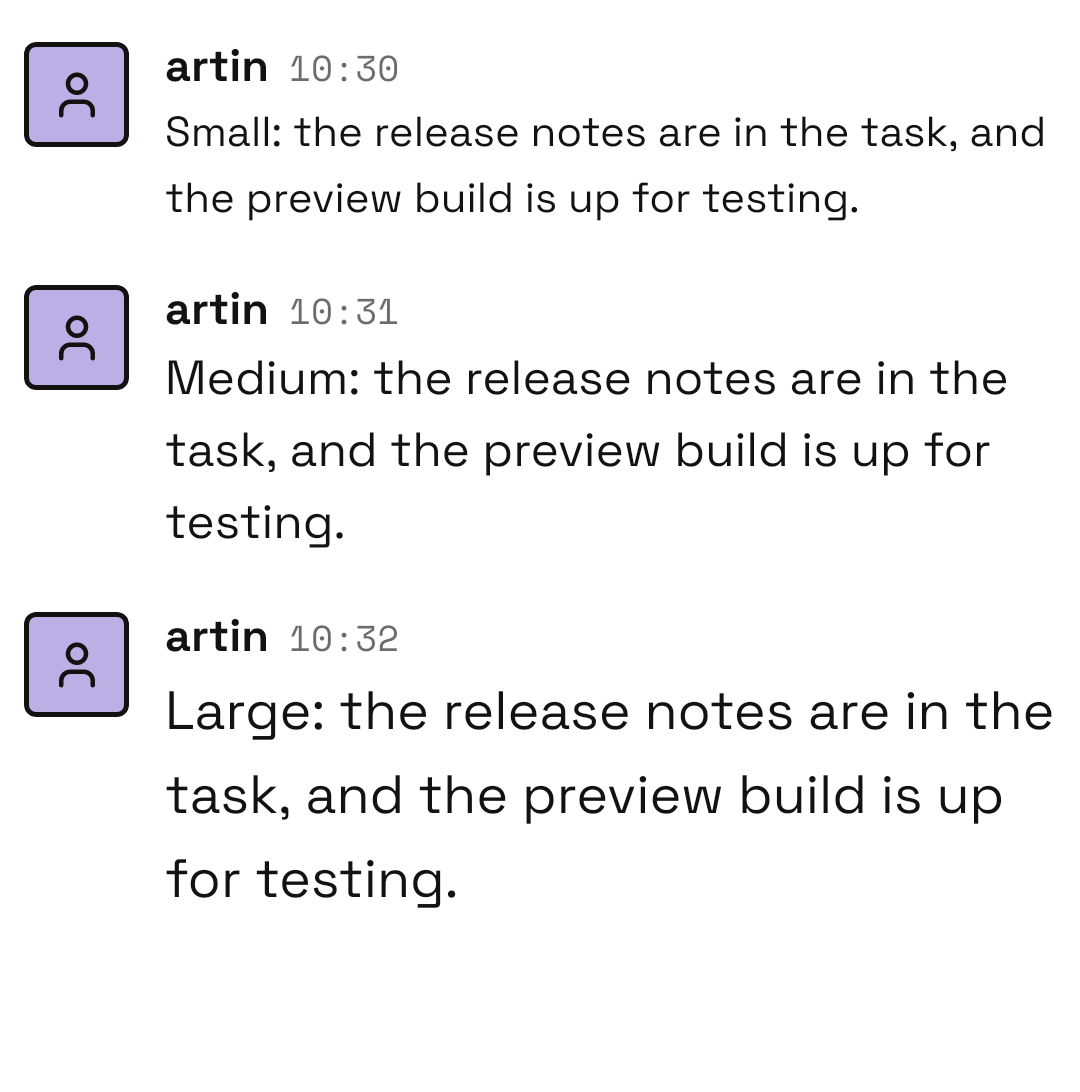 artin 10:30
Small: the release notes are in the task, and
the preview build is up for testing.
artin 10:31
Medium: the release notes are in the
task, and the preview build is up for
testing.
artin 10:32
Large: the release notes are in the
task, and the preview build is up
for testing.